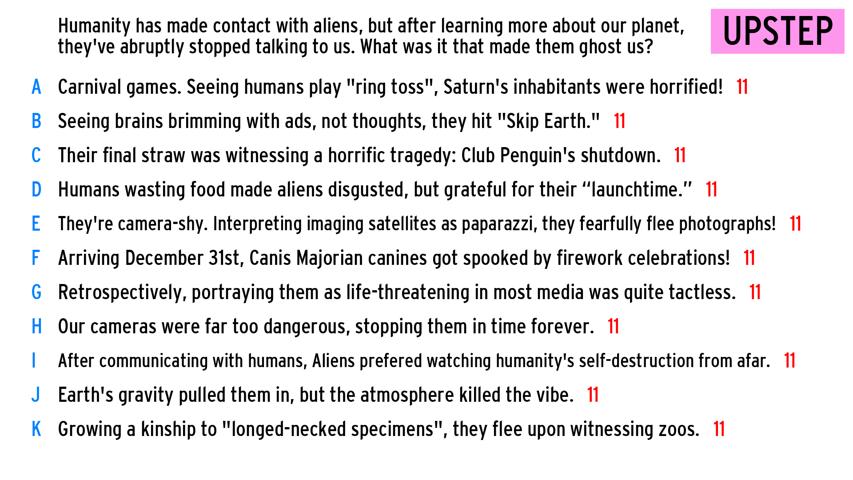 Humanity has made contact with aliens, but after learning more about our planet,
they've abruptly stopped talking to us. What was it that made them ghost us?
UPSTEP
A Carnival games. Seeing humans play "ring toss", Saturn's inhabitants were horrified! 11
B Seeing brains brimming with ads, not thoughts, they hit "Skip Earth." 11
C Their final straw was witnessing a horrific tragedy: Club Penguin's shutdown. 11
D Humans wasting food made aliens disgusted, but grateful for their “launchtime.” 11
E They're camera-shy. Interpreting imaging satellites as paparazzi, they fearfully flee photographs! 11
F Arriving December 31st, Canis Majorian canines got spooked by firework celebrations! 11
G Retrospectively, portraying them as life-threatening in most media was quite tactless. 11
H Our cameras were far too dangerous, stopping them in time forever. 11
I After communicating with humans, Aliens prefered watching humanity's self-destruction from afar. 11
J Earth's gravity pulled them in, but the atmosphere killed the vibe. 11
K Growing a kinship to "longed-necked specimens", they flee upon witnessing zoos. 11